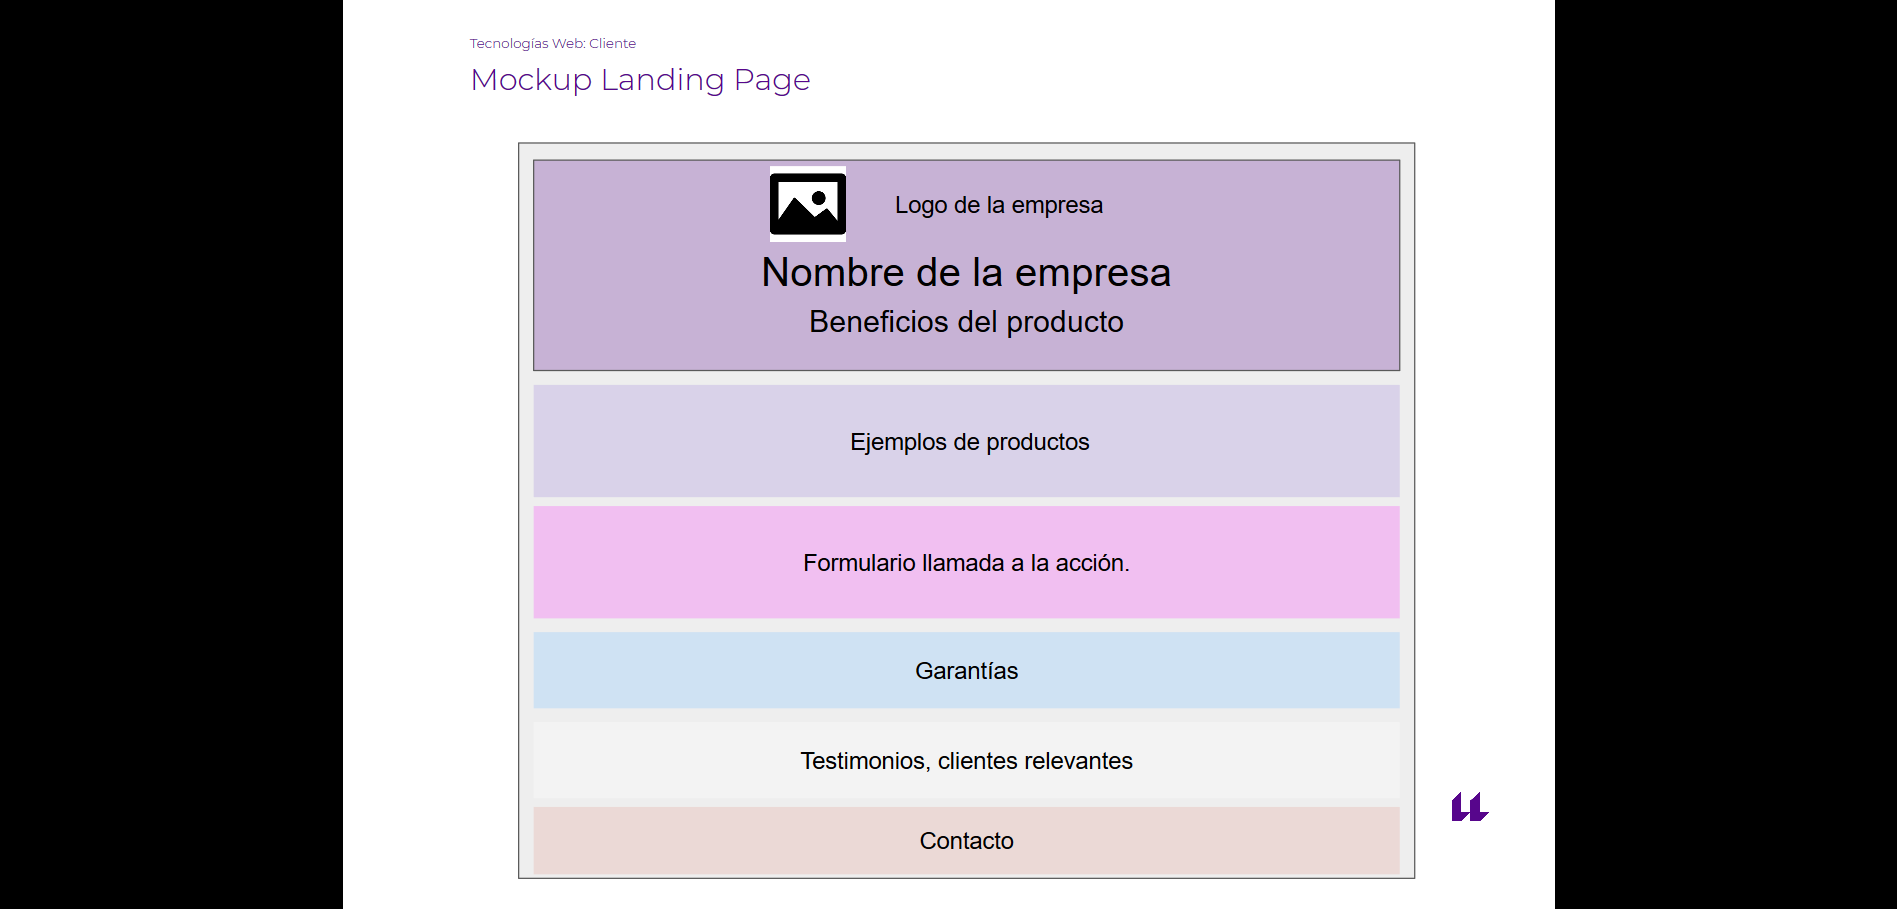 Tecnologías Web: Cliente
Mockup Landing Page
Logo de la empresa
Nombre de la empresa
Beneficios del producto
Ejemplos de productos
Formulario llamada a la acción.
Garantías
Testimonios, clientes relevantes
Contacto